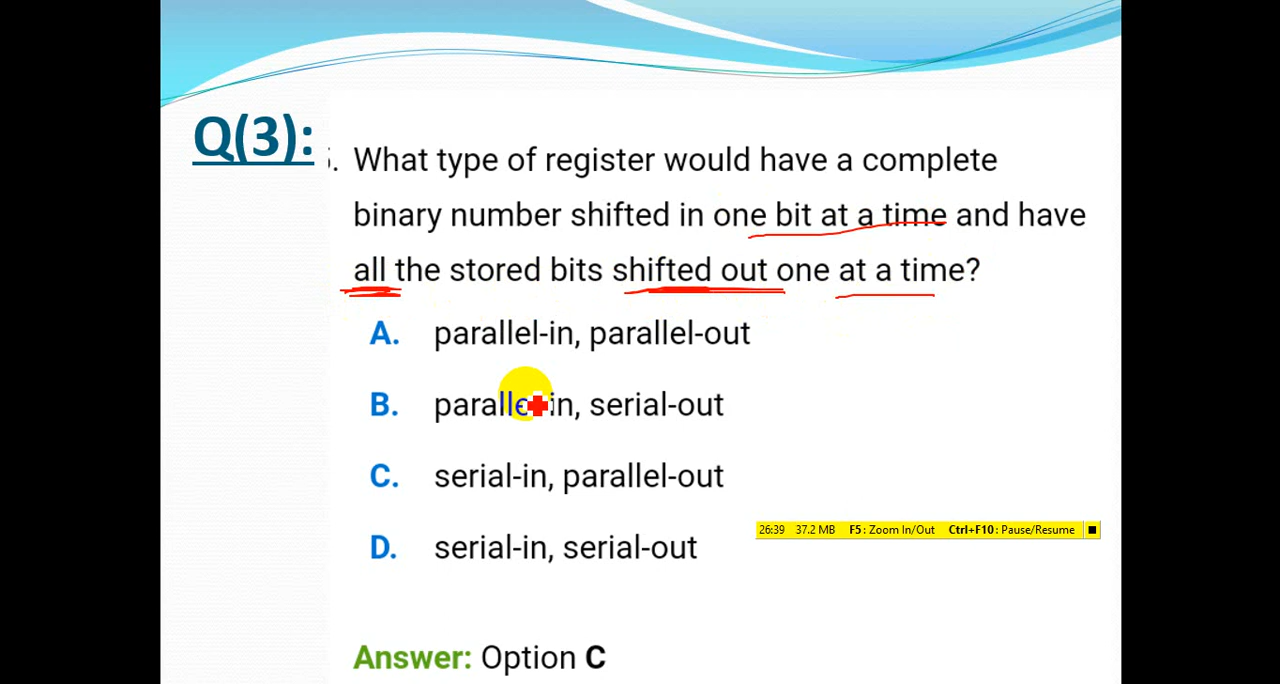 Q(3):
. What type of register would have a complete
binary number shifted in one bit at a time and have
all the stored bits shifted out one at a time?
A. parallel-in, parallel-out
B. parallel-in, serial-out
C. serial-in, parallel-out
26:39 37.2 MB F5: Zoom In/Out Ctrl+F10: Pause/Resume
D. serial-in, serial-out
Answer: Option C